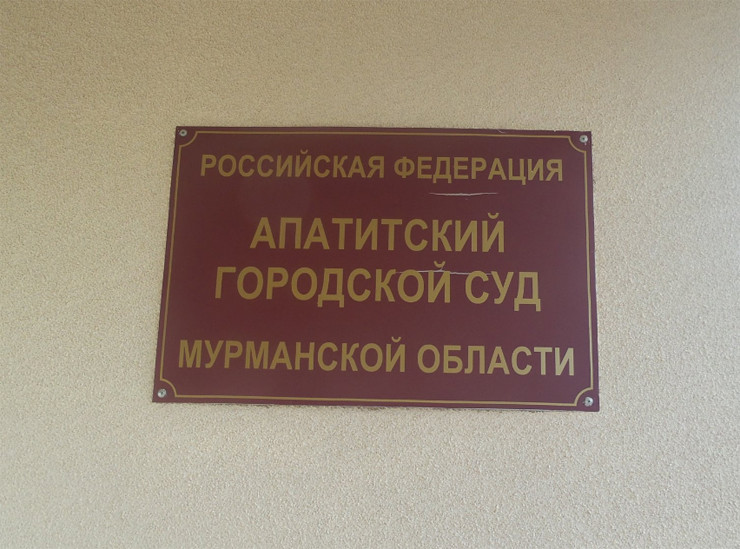 РОССИЙСКАЯ ФЕДЕРАЦИЯ
АПАТИТСКИЙ
ГОРОДСКОЙ СУД
МУРМАНСКОЙ ОБЛАСТИ